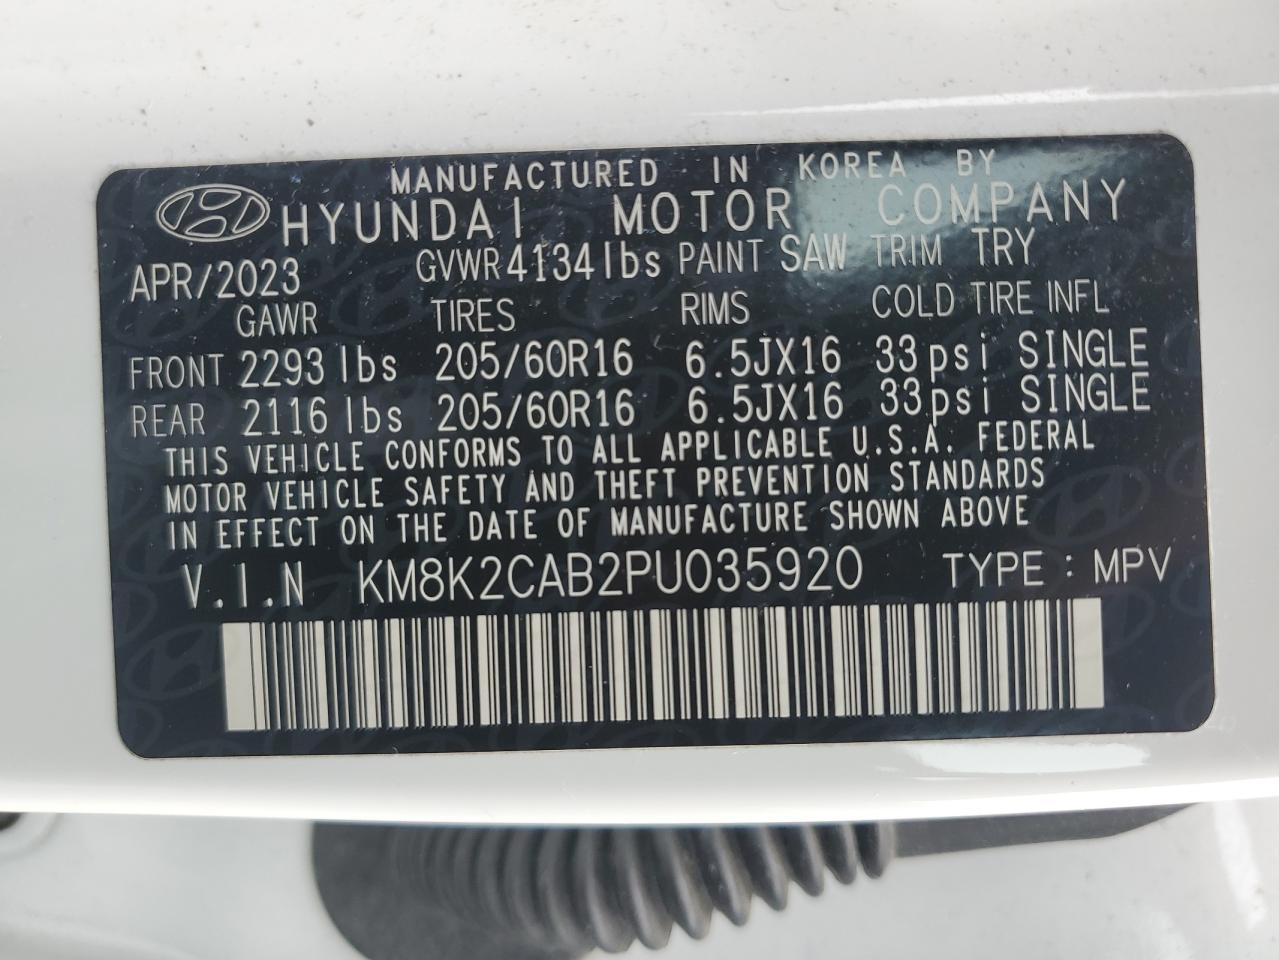 MANUFACTURED IN KOREA BY
HYUNDAI MOTOR COMPANY
APR/2023 GVWR4134lbs PAINT SAW TRIM TRY
GAWR TIRES RIMS COLD TIRE INFL
FRONT 2293 lbs 205/60R16 6.5JX16 33psi SINGLE
REAR 2116 lbs 205/60R16 6.5JX16 33psi SINGLE
THIS VEHICLE CONFORMS TO ALL APPLICABLE U.S.A. FEDERAL
MOTOR VEHICLE SAFETY AND THEFT PREVENTION STANDARDS
IN EFFECT ON THE DATE OF MANUFACTURE SHOWN ABOVE
V.I.N KM8K2CAB2PU035920 TYPE : MPV